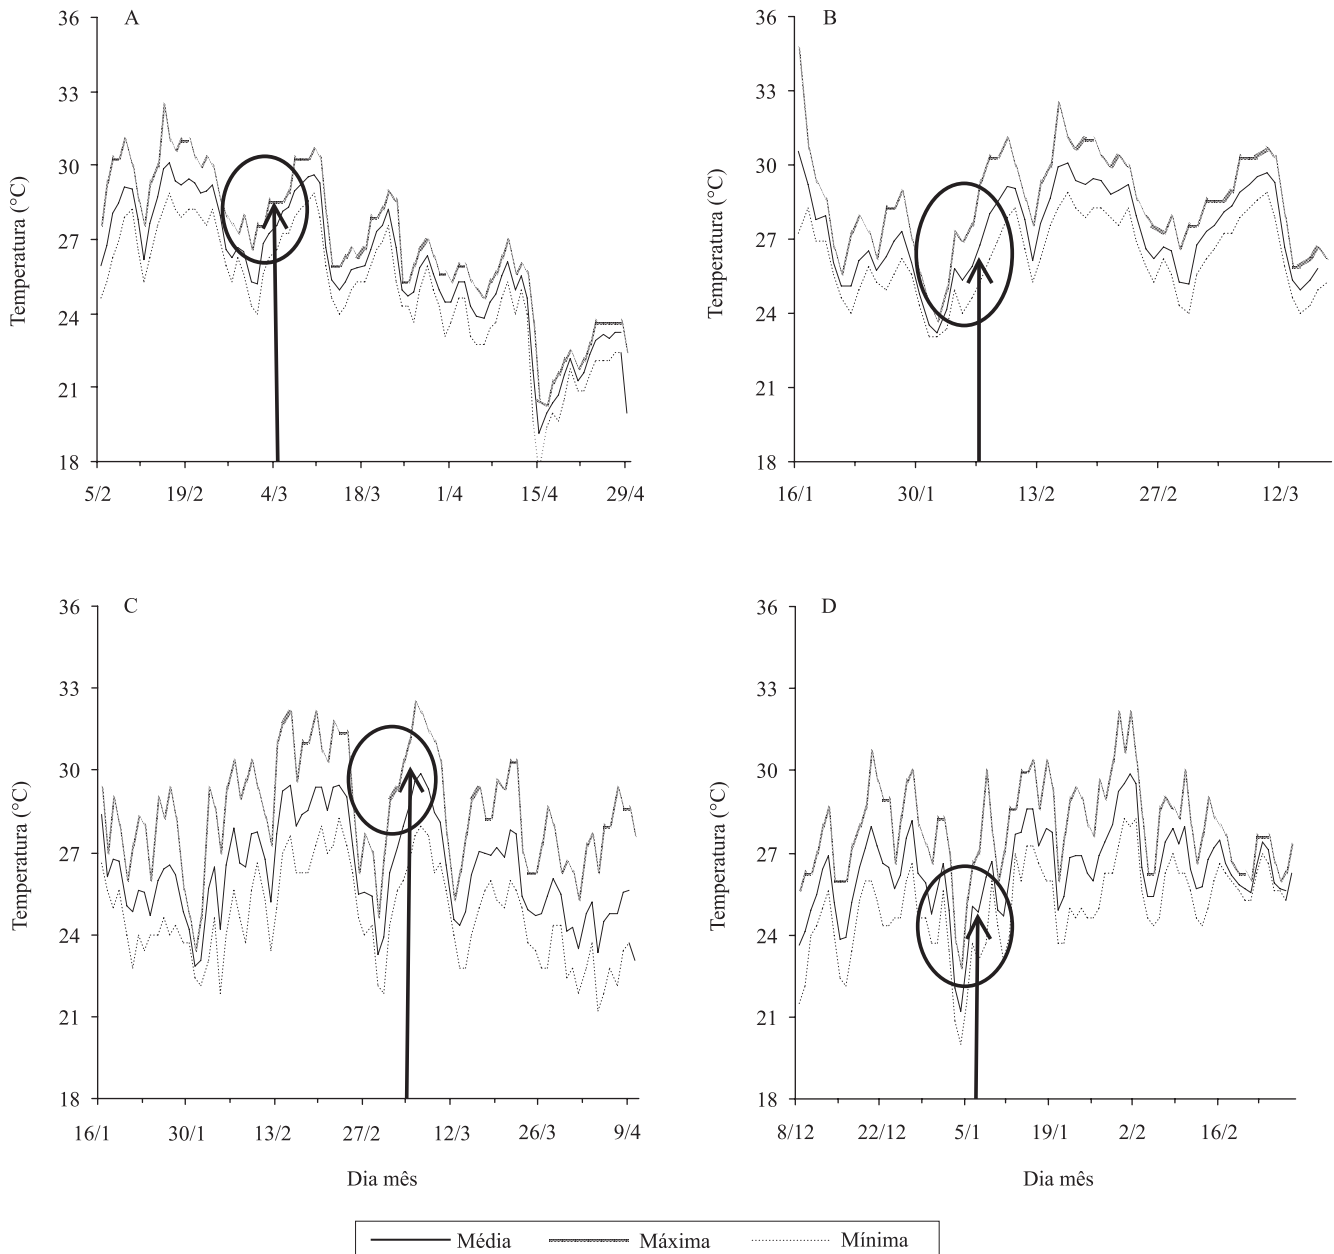 A
36
33
30
27
24
21
18
Temperatura (°C)
5/2 19/2 4/3 18/3 1/4 15/4 29/4
B
36
33
30
27
24
21
18
Temperatura (°C)
16/1 30/1 13/2 27/2 12/3
C
36
33
30
27
24
21
18
Temperatura (°C)
16/1 30/1 13/2 27/2 12/3 26/3 9/4
Dia mês
D
36
33
30
27
24
21
18
Temperatura (°C)
8/12 22/12 5/1 19/1 2/2 16/2
Dia mês
Média Máxima Mínima